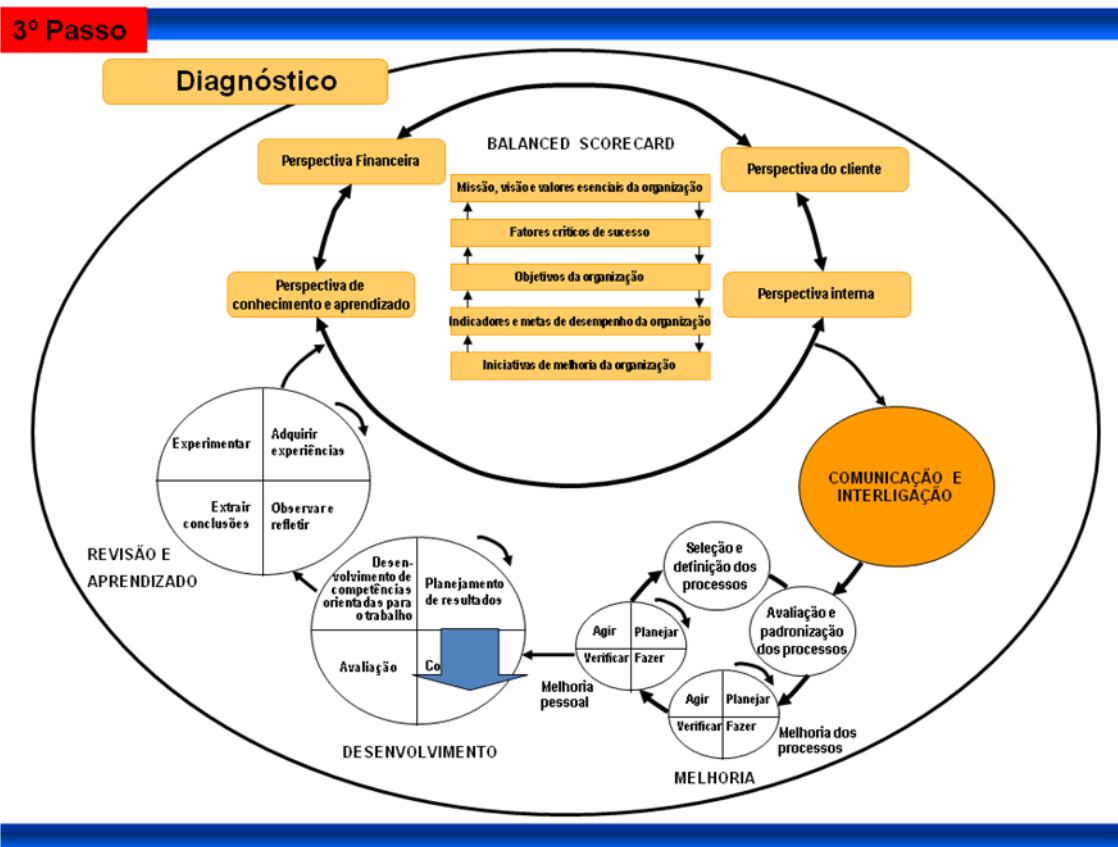 3º Passo
Diagnóstico
BALANCED SCORECARD
Perspectiva Financeira
Perspectiva do cliente
Missão, visão e valores esenciais da organização
Fatores críticos de sucesso
Objetivos da organização
Indicadores e metas de desempenho da organização
Iniciativas de melhoria da organização
Perspectiva de
conhecimento e aprendizado
Perspectiva interna
Experimentar
Adquirir
experiências
Extrair
conclusões
Observar e
refletir
REVISÃO E
APRENDIZADO
COMUNICAÇÃO E
INTERLIGAÇÃO
Seleção e
definição dos
processos
Avaliação e
padronização
dos processos
Desen-
volvimento de
competências
orientadas para
o trabalho
Planejamento
de resultados
Avaliação
Agir
Planejar
Verificar
Fazer
Melhoria
pessoal
Agir
Planejar
Verificar
Fazer
Melhoria dos
processos
DESENVOLVIMENTO
MELHORIA